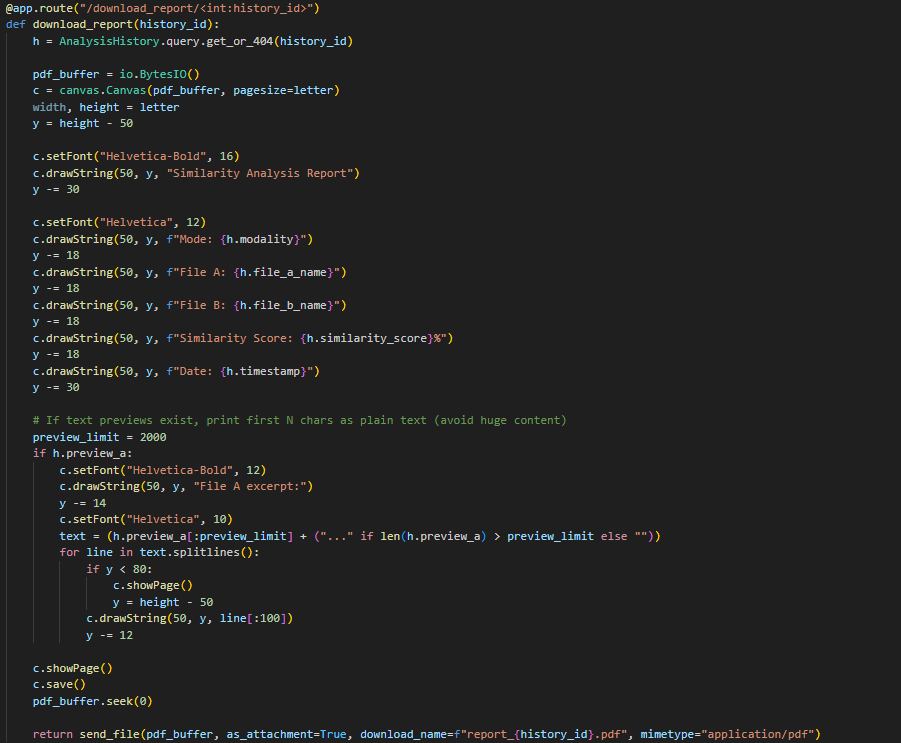 @app.route("/download_report/<int:history_id>")
def download_report(history_id):
    h = AnalysisHistory.query.get_or_404(history_id)

    pdf_buffer = io.BytesIO()
    c = canvas.Canvas(pdf_buffer, pagesize=letter)
    width, height = letter
    y = height - 50

    c.setFont("Helvetica-Bold", 16)
    c.drawString(50, y, "Similarity Analysis Report")
    y -= 30

    c.setFont("Helvetica", 12)
    c.drawString(50, y, f"Mode: {h.modality}")
    y -= 18
    c.drawString(50, y, f"File A: {h.file_a_name}")
    y -= 18
    c.drawString(50, y, f"File B: {h.file_b_name}")
    y -= 18
    c.drawString(50, y, f"Similarity Score: {h.similarity_score}%")
    y -= 18
    c.drawString(50, y, f"Date: {h.timestamp}")
    y -= 30

    # If text previews exist, print first N chars as plain text (avoid huge content)
    preview_limit = 2000
    if h.preview_a:
        c.setFont("Helvetica-Bold", 12)
        c.drawString(50, y, "File A excerpt:")
        y -= 14
        c.setFont("Helvetica", 10)
        text = (h.preview_a[:preview_limit] + ("..." if len(h.preview_a) > preview_limit else ""))
        for line in text.splitlines():
            if y < 80:
                c.showPage()
                y = height - 50
            c.drawString(50, y, line[:100])
            y -= 12

    c.showPage()
    c.save()
    pdf_buffer.seek(0)

    return send_file(pdf_buffer, as_attachment=True, download_name=f"report_{history_id}.pdf", mimetype="application/pdf")